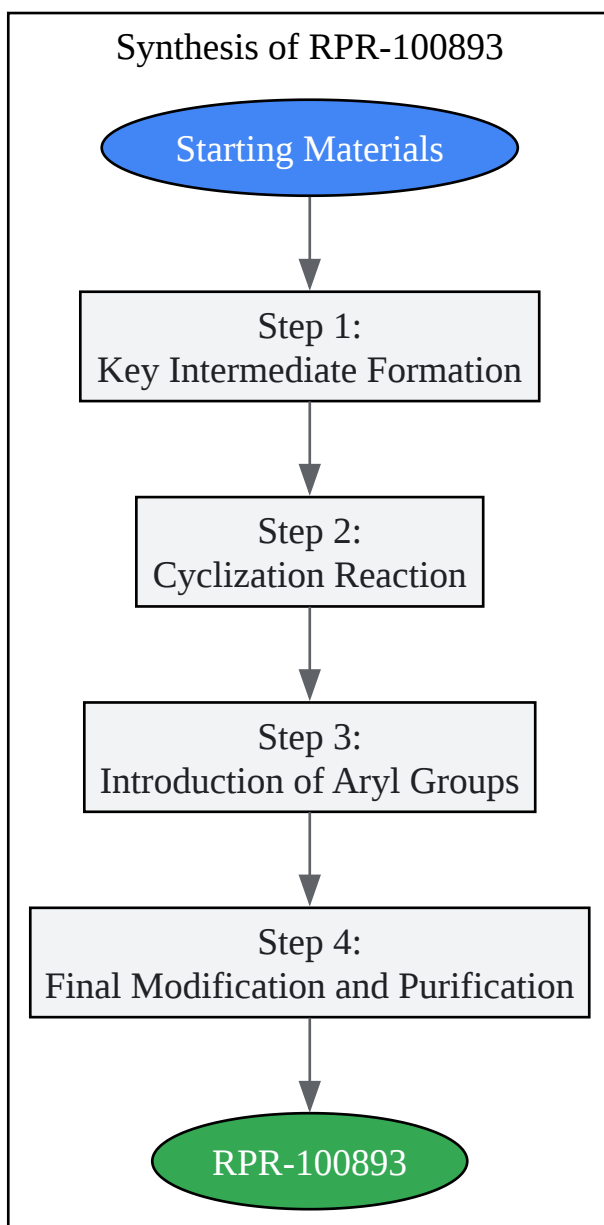 Synthesis of RPR-100893
Starting Materials
Step 1:
Key Intermediate Formation
Step 2:
Cyclization Reaction
Step 3:
Introduction of Aryl Groups
Step 4:
Final Modification and Purification
RPR-100893